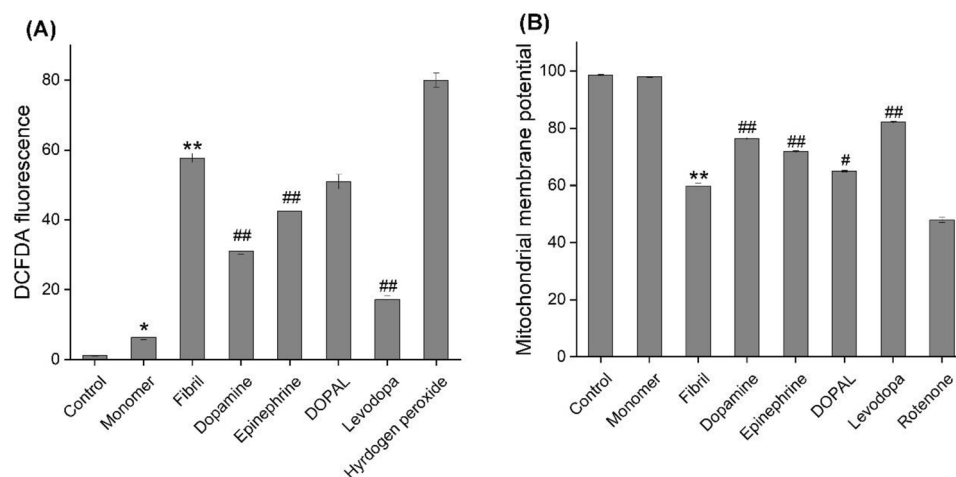 (A)
DCFDA fluorescence
80
60
40
20
0
*
**
##
##
##
Control
Monomer
Fibril
Dopamine
Epinephrine
DOPAL
Levodopa
Hyrdogen peroxide
(B)
Mitochondrial membrane potential
100
80
60
40
20
0
**
##
##
#
##
Control
Monomer
Fibril
Dopamine
Epinephrine
DOPAL
Levodopa
Rotenone